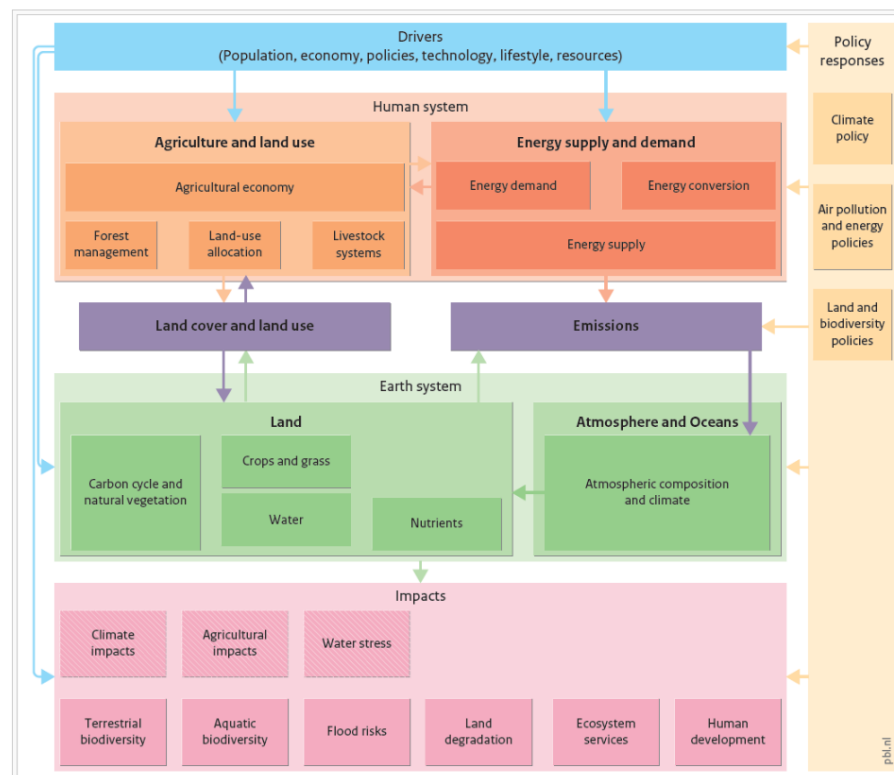 Drivers
(Population, economy, policies, technology, lifestyle, resources)
Policy
responses
Human system
Agriculture and land use
Energy supply and demand
Climate
policy
Agricultural economy
Energy demand
Energy conversion
Air pollution
and energy
policies
Forest
management
Land-use
allocation
Livestock
systems
Energy supply
Land cover and land use
Emissions
Land and
biodiversity
policies
Earth system
Land
Atmosphere and Oceans
Carbon cycle and
natural vegetation
Crops and grass
Water
Nutrients
Atmospheric composition
and climate
Impacts
Climate
impacts
Agricultural
impacts
Water stress
Terrestrial
biodiversity
Aquatic
biodiversity
Flood risks
Land
degradation
Ecosystem
services
Human
development
pbl.nl